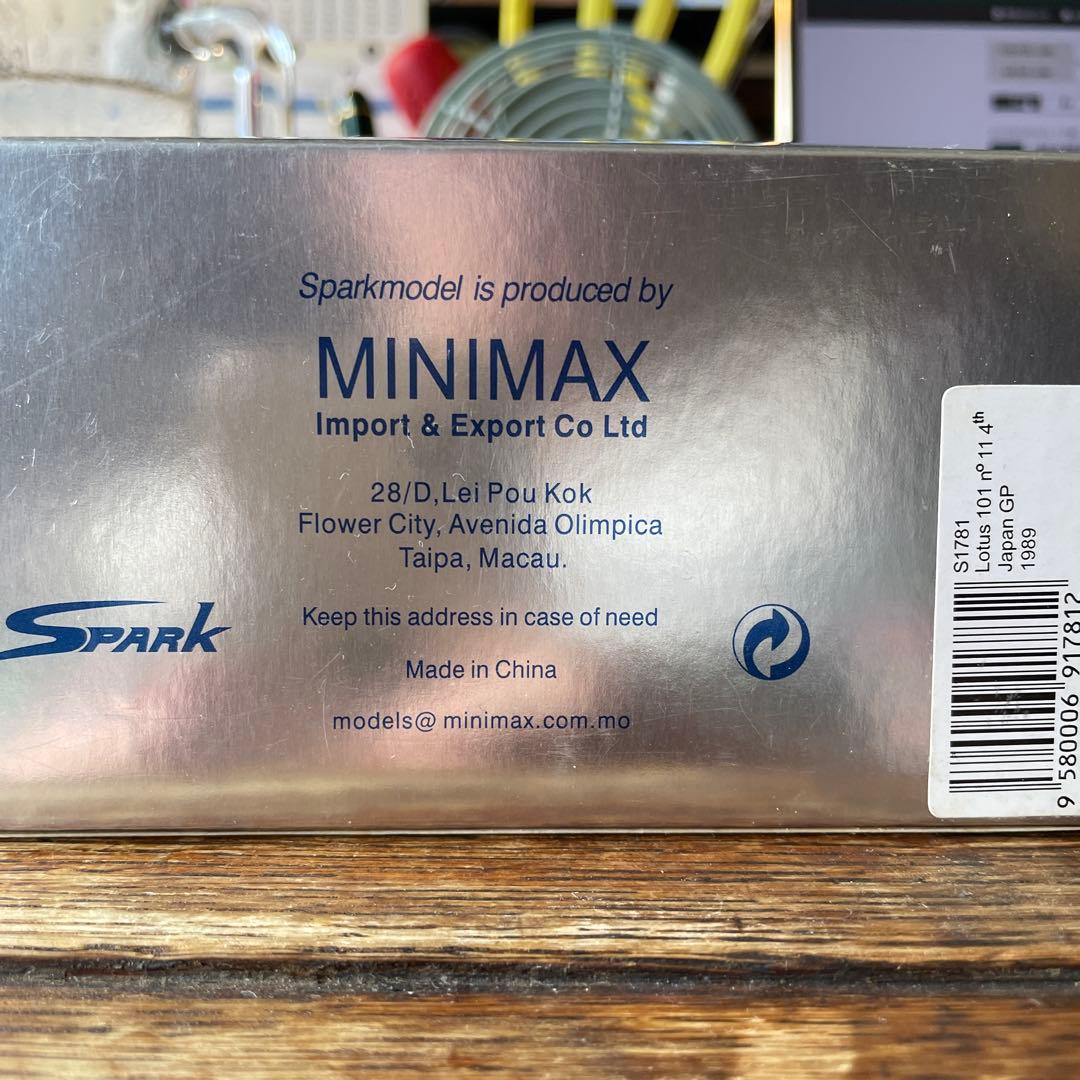 Sparkmodel is produced by
MINIMAX
Import & Export Co Ltd
28/D,Lei Pou Kok
Flower City, Avenida Olimpica
Taipa, Macau.
Keep this address in case of need
Made in China
models@ minimax.com.mo
SPARK
S1781
Lotus 101 nº 11 4th
Japan GP
1989
9 580006 917812